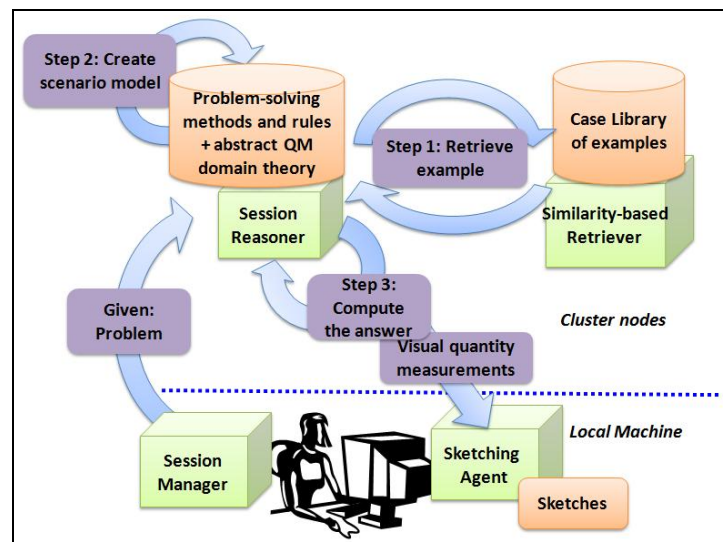 Step 2: Create
scenario model
Problem-solving
methods and rules
+ abstract QM
domain theory
Step 1: Retrieve
example
Case Library
of examples
Session
Reasoner
Similarity-based
Retriever
Step 3:
Compute
the answer
Given:
Problem
Cluster nodes
Visual quantity
measurements
Local Machine
Session
Manager
Sketching
Agent
Sketches